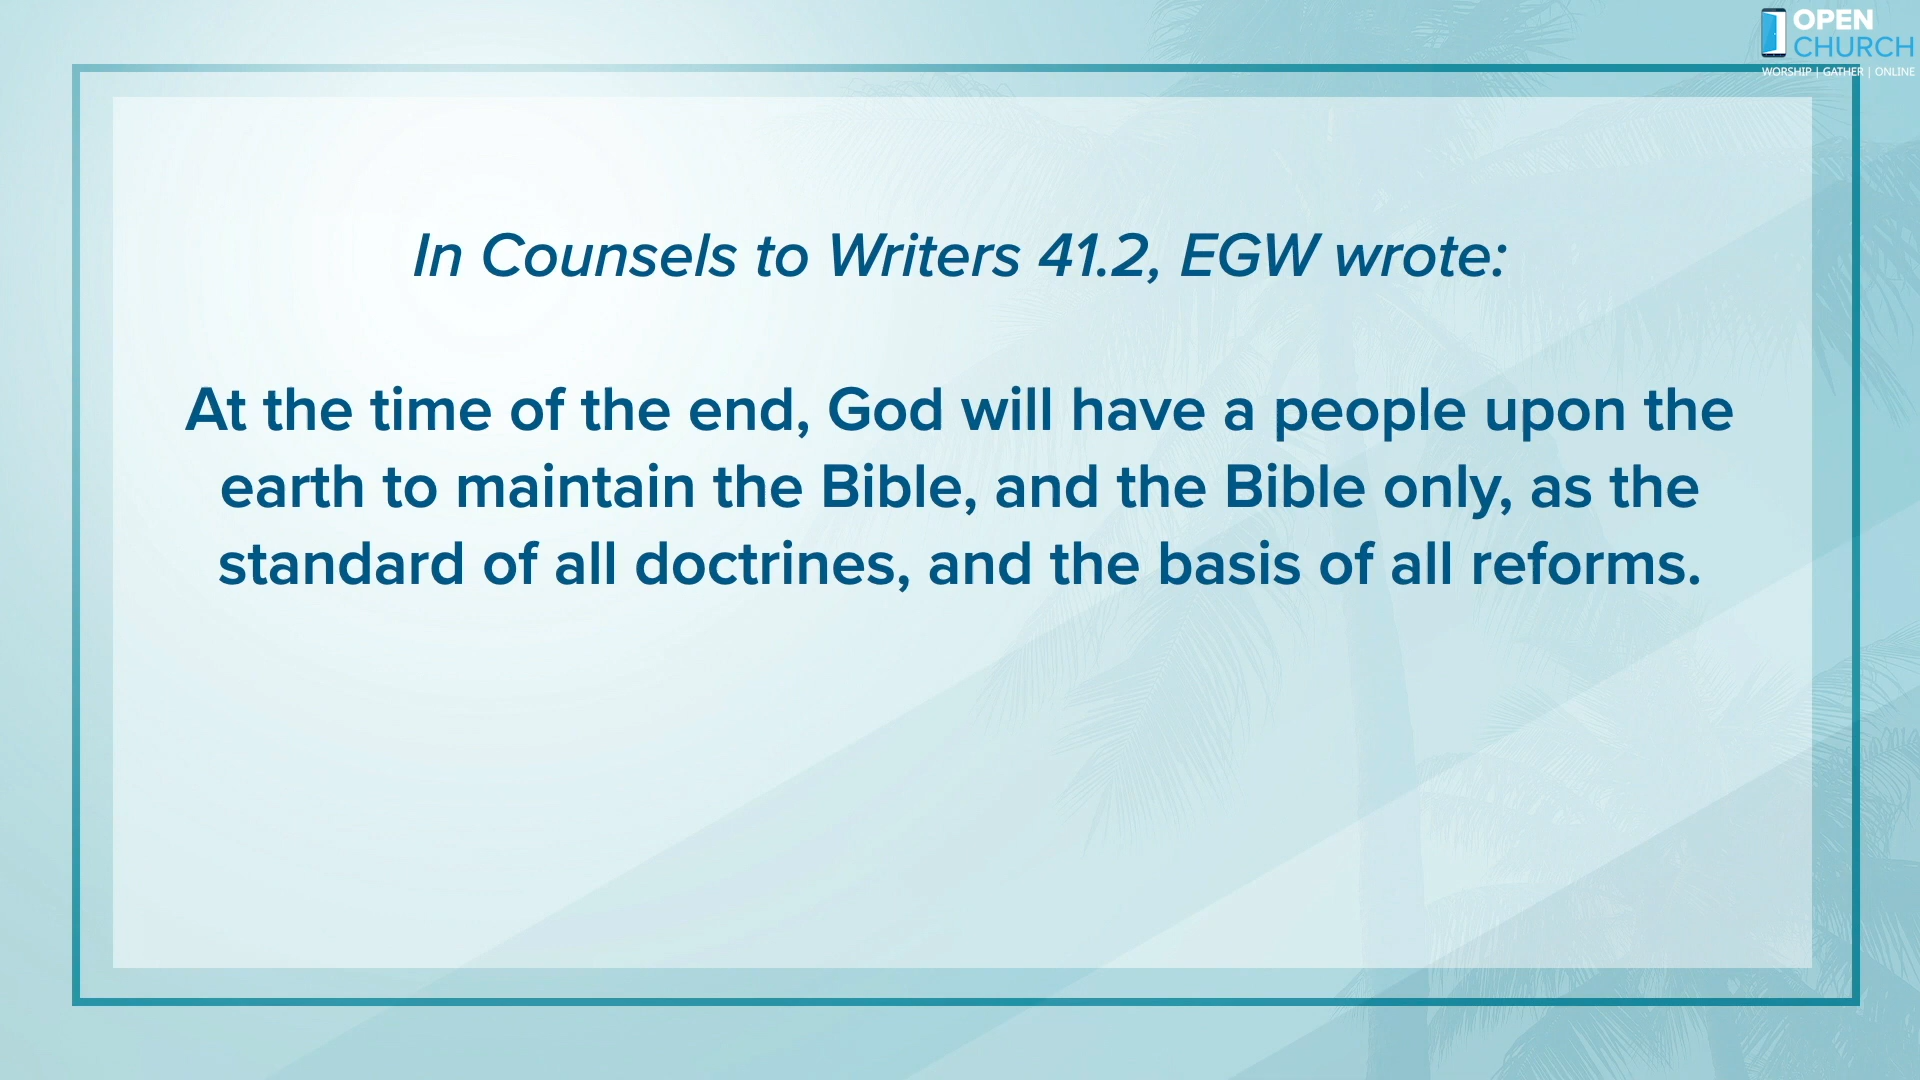 OPEN
CHURCH
WORSHIP | GATHER | ONLINE
In Counsels to Writers 41.2, EGW wrote:
At the time of the end, God will have a people upon the
earth to maintain the Bible, and the Bible only, as the
standard of all doctrines, and the basis of all reforms.